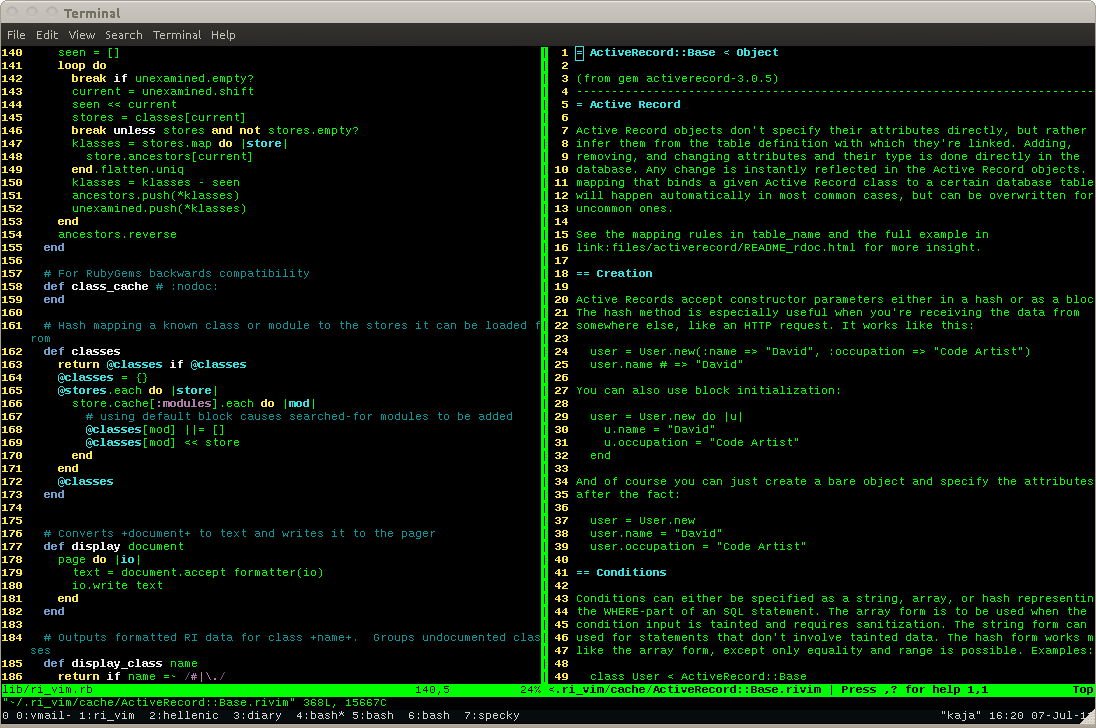 Terminal
File Edit View Search Terminal Help
140 seen = []
141 loop do
142 break if unexamined.empty?
143 current = unexamined.shift
144 seen << current
145 stores = classes[current]
146 break unless stores and not stores.empty?
147 klasses = stores.map do |store|
148 store.ancestors[current]
149 end.flatten.uniq
150 klasses = klasses - seen
151 ancestors.push(*klasses)
152 unexamined.push(*klasses)
153 end
154 ancestors.reverse
155 end
156
157 # For RubyGems backwards compatibility
158 def class_cache # :nodoc:
159 end
160
161 # Hash mapping a known class or module to the stores it can be loaded f
rom
162 def classes
163 return @classes if @classes
164 @classes = {}
165 @stores.each do |store|
166 store.cache[:modules].each do |mod|
167 # using default block causes searched-for modules to be added
168 @classes[mod] ||= []
169 @classes[mod] << store
170 end
171 end
172 @classes
173 end
174
175
176 # Converts +document+ to text and writes it to the pager
177 def display document
178 page do |io|
179 text = document.accept formatter(io)
180 io.write text
181 end
182 end
183
184 # Outputs formatted RI data for class +name+.  Groups undocumented clas
ses
185 def display_class name
186 return if name =~ /#|\./
lib/ri_vim.rb 140,5 24%
1 = ActiveRecord::Base < Object
2
3 (from gem activerecord-3.0.5)
4 --------------------------------------------------------------------------
5 = Active Record
6
7 Active Record objects don't specify their attributes directly, but rather
8 infer them from the table definition with which they're linked. Adding,
9 removing, and changing attributes and their type is done directly in the
10 database. Any change is instantly reflected in the Active Record objects.
11 mapping that binds a given Active Record class to a certain database table
12 will happen automatically in most common cases, but can be overwritten for
13 uncommon ones.
14
15 See the mapping rules in table_name and the full example in
16 link:files/activerecord/README_rdoc.html for more insight.
17
18 == Creation
19
20 Active Records accept constructor parameters either in a hash or as a bloc
21 The hash method is especially useful when you're receiving the data from
22 somewhere else, like an HTTP request. It works like this:
23
24 user = User.new(:name => "David", :occupation => "Code Artist")
25 user.name # => "David"
26
27 You can also use block initialization:
28
29 user = User.new do |u|
30 u.name = "David"
31 u.occupation = "Code Artist"
32 end
33
34 And of course you can just create a bare object and specify the attributes
35 after the fact:
36
37 user = User.new
38 user.name = "David"
39 user.occupation = "Code Artist"
40
41 == Conditions
42
43 Conditions can either be specified as a string, array, or hash representin
44 the WHERE-part of an SQL statement. The array form is to be used when the
45 condition input is tainted and requires sanitization. The string form can
46 used for statements that don't involve tainted data. The hash form works m
47 like the array form, except only equality and range is possible. Examples:
48
49 class User < ActiveRecord::Base
<.ri_vim/cache/ActiveRecord::Base.rivim | Press ,? for help 1,1 Top
"~/.ri_vim/cache/ActiveRecord::Base.rivim" 368L, 15667C
0 0:vmail- 1:ri_vim 2:hellenic 3:diary 4:bash* 5:bash 6:bash 7:specky "kaja" 16:20 07-Jul-1